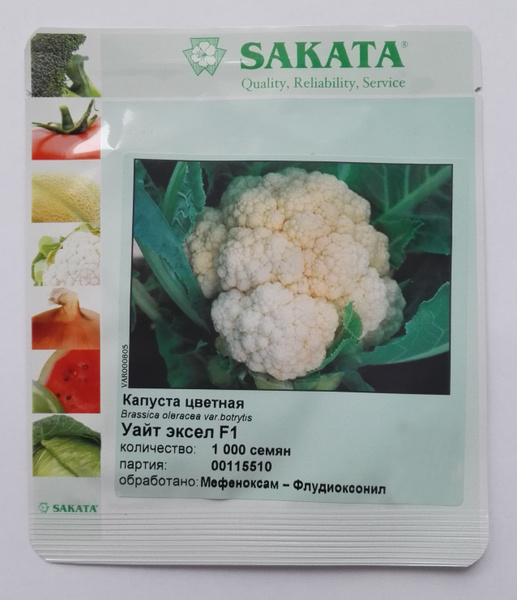 SAKATA®
Quality, Reliability, Service
VAR000805
Капуста цветная
Brassica oleracea var.botrytis
Уайт эксел F1
количество: 1 000 семян
партия: 00115510
обработано: Мефеноксам – Флудиоксонил
SAKATA®